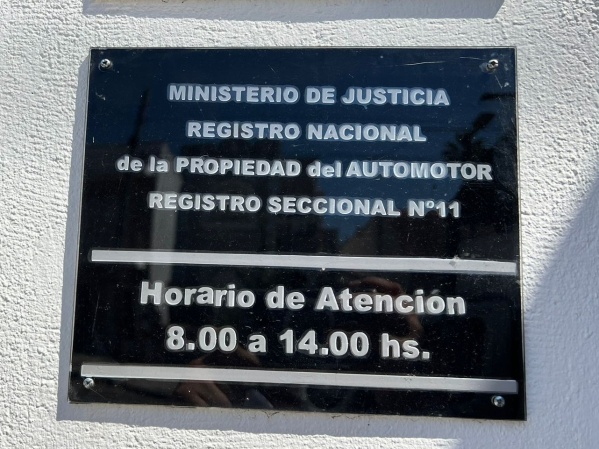 MINISTERIO DE JUSTICIA
REGISTRO NACIONAL
de la PROPIEDAD del AUTOMOTOR
REGISTRO SECCIONAL Nº11
Horario de Atención
8.00 a 14.00 hs.